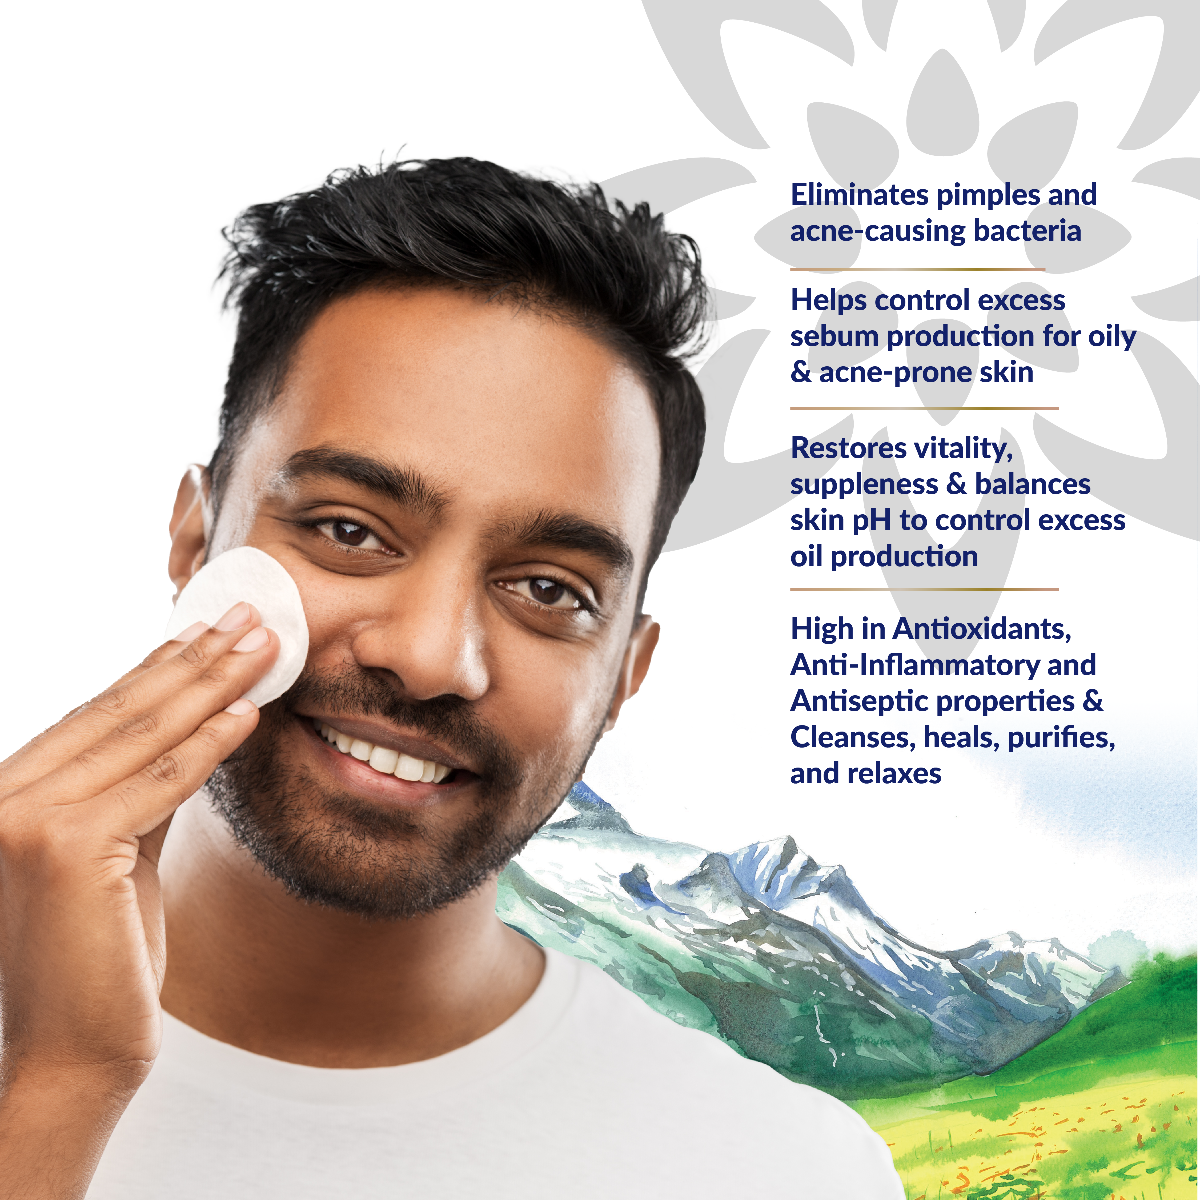 Eliminates pimples and
acne-causing bacteria
Helps control excess
sebum production for oily
& acne-prone skin
Restores vitality,
suppleness & balances
skin pH to control excess
oil production
High in Antioxidants,
Anti-Inflammatory and
Antiseptic properties &
Cleanses, heals, purifies,
and relaxes